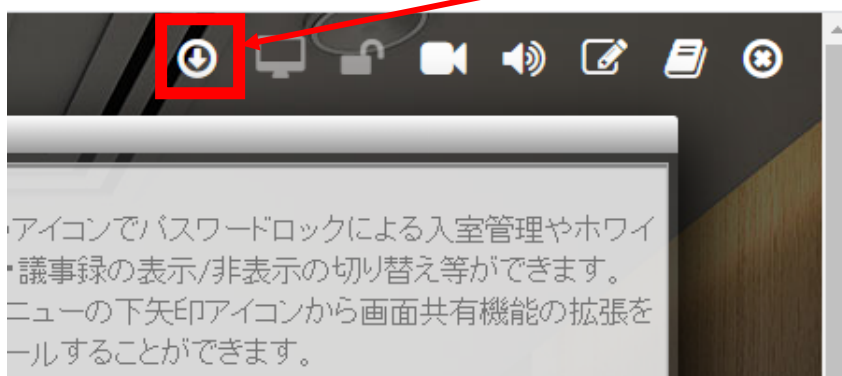 アイコンでパスワードロックによる入室管理やホワイ
・議事録の表示/非表示の切り替え等ができます。
ニューの下矢印アイコンから画面共有機能の拡張を
ールすることができます。